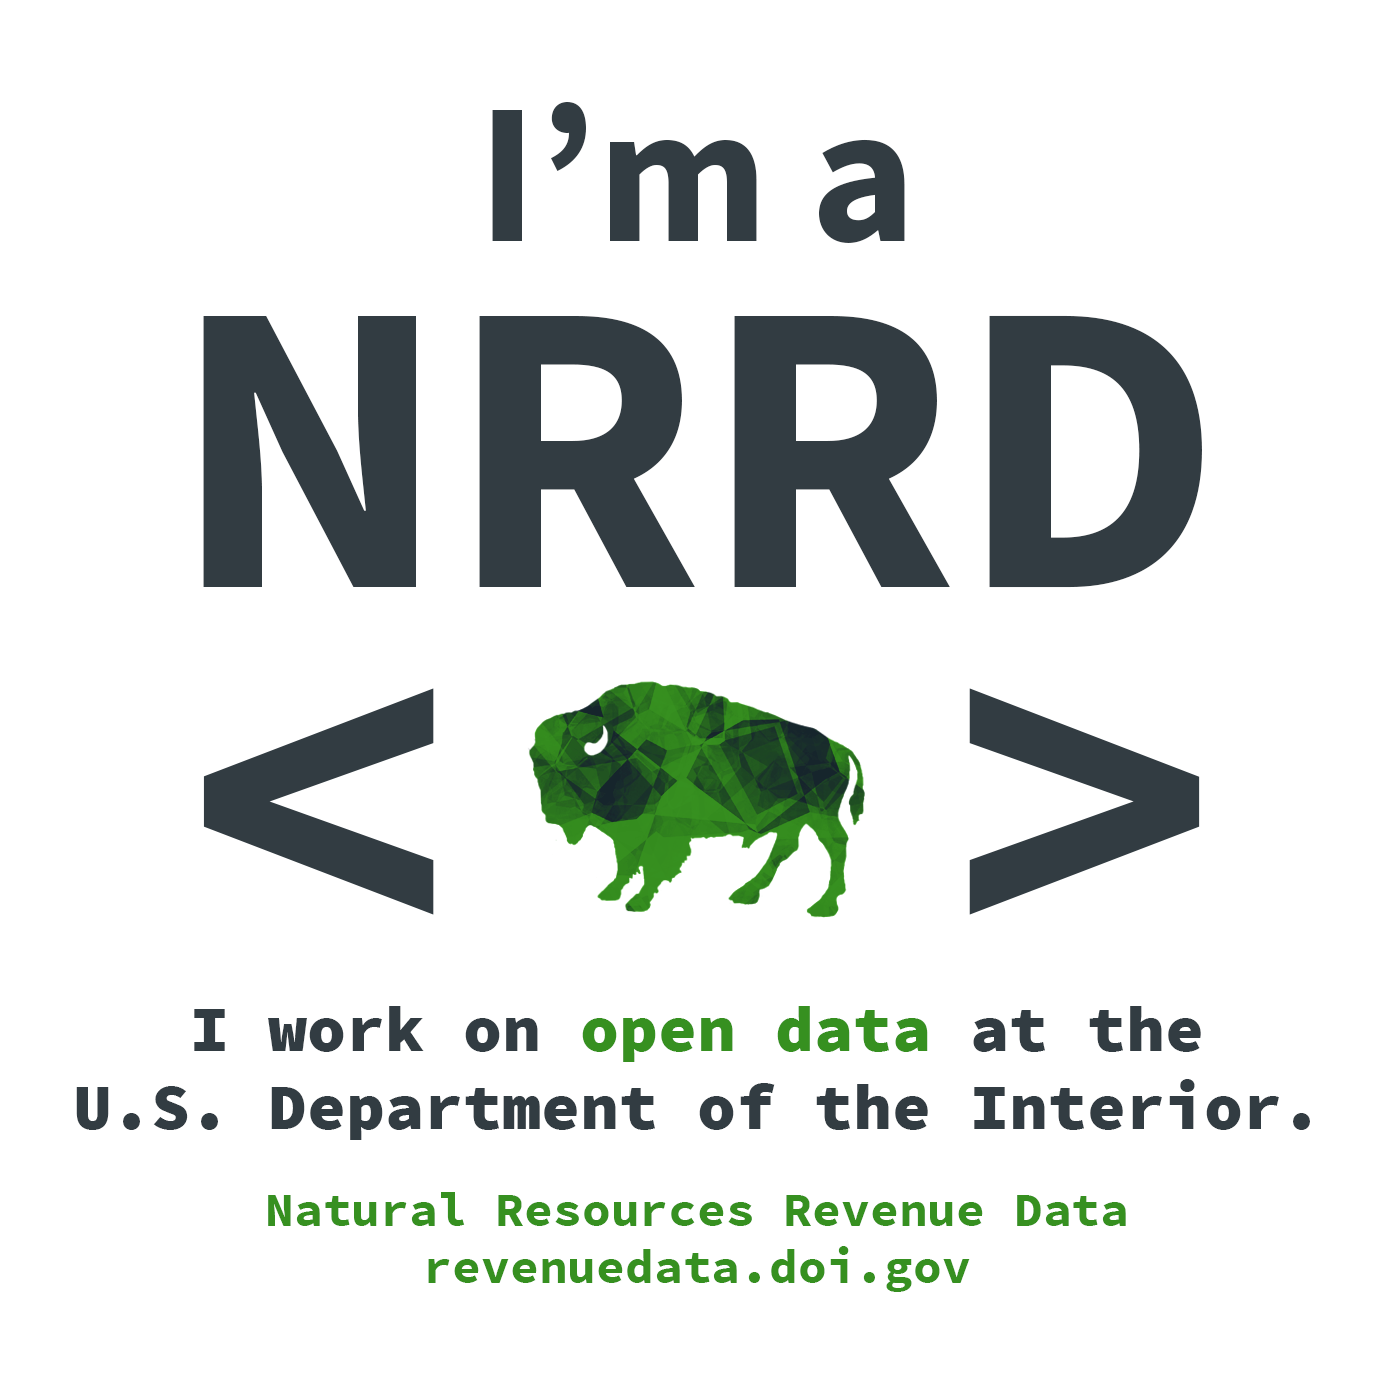 I’m a
NRRD
< >
I work on open data at the
U.S. Department of the Interior.
Natural Resources Revenue Data
revenuedata.doi.gov